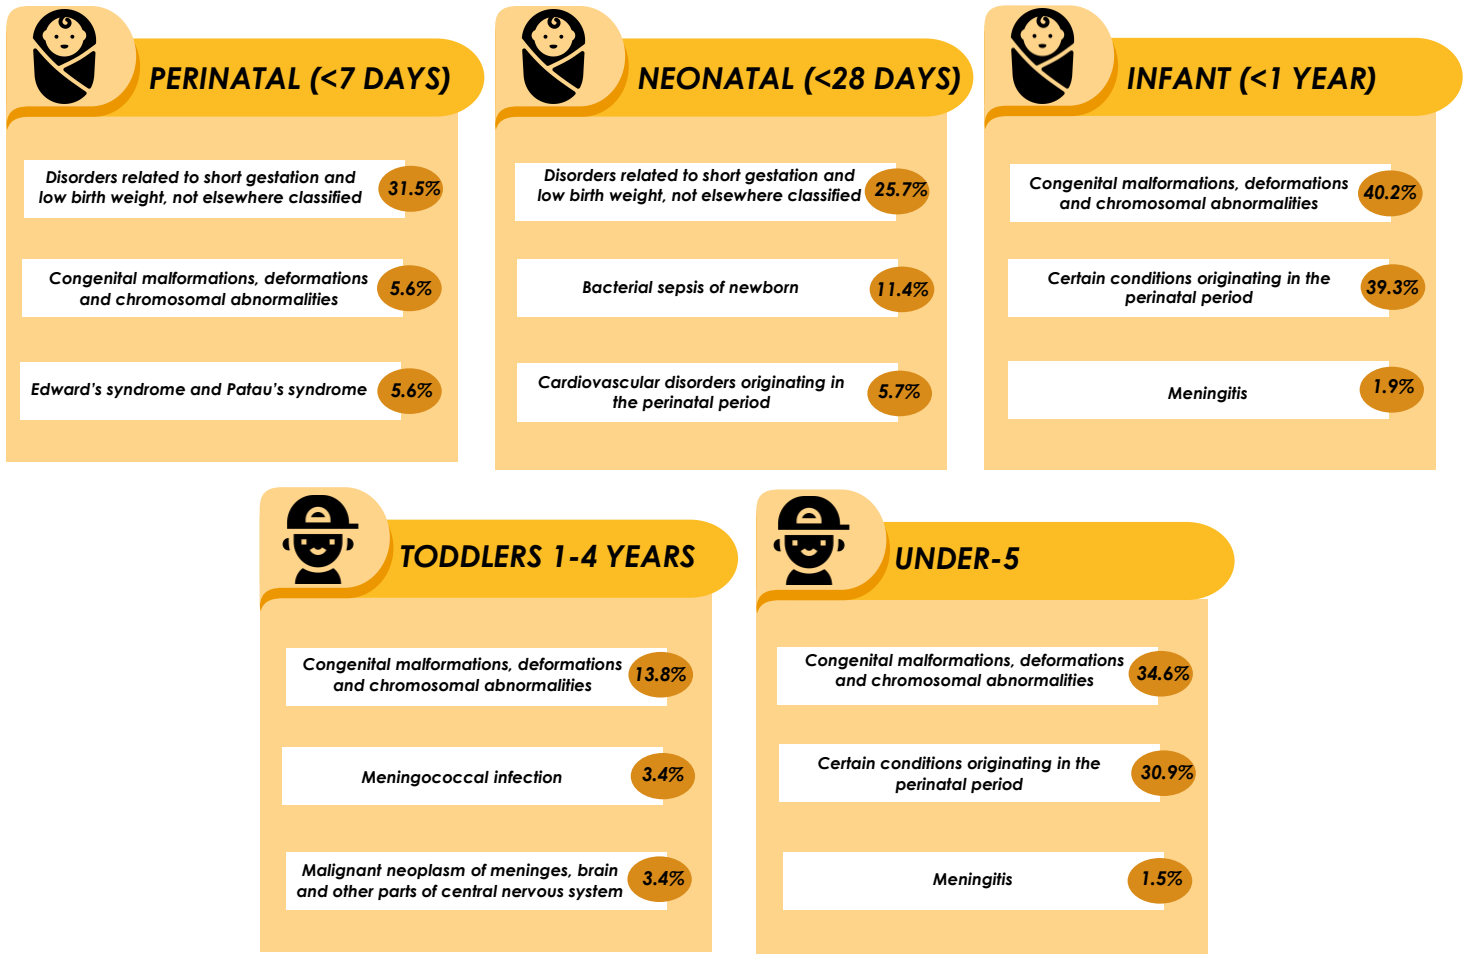 PERINATAL (<7 DAYS)
Disorders related to short gestation and
low birth weight, not elsewhere classified
31.5%
Congenital malformations, deformations
and chromosomal abnormalities
5.6%
Edward's syndrome and Patau's syndrome
5.6%
NEONATAL (<28 DAYS)
Disorders related to short gestation and
low birth weight, not elsewhere classified
25.7%
Bacterial sepsis of newborn
11.4%
Cardiovascular disorders originating in
the perinatal period
5.7%
INFANT (<1 YEAR)
Congenital malformations, deformations
and chromosomal abnormalities
40.2%
Certain conditions originating in the
perinatal period
39.3%
Meningitis
1.9%
TODDLERS 1-4 YEARS
Congenital malformations, deformations
and chromosomal abnormalities
13.8%
Meningococcal infection
3.4%
Malignant neoplasm of meninges, brain
and other parts of central nervous system
3.4%
UNDER-5
Congenital malformations, deformations
and chromosomal abnormalities
34.6%
Certain conditions originating in the
perinatal period
30.9%
Meningitis
1.5%